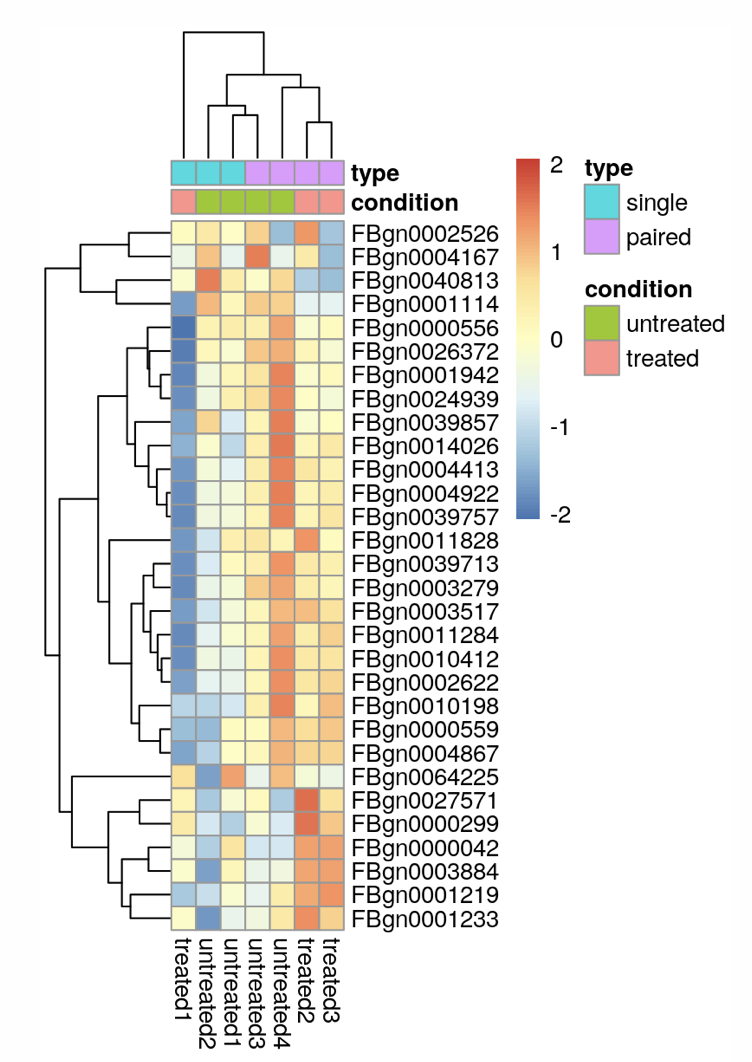 type
condition
FBgn0002526
FBgn0004167
FBgn0040813
FBgn0001114
FBgn0000556
FBgn0026372
FBgn0001942
FBgn0024939
FBgn0039857
FBgn0014026
FBgn0004413
FBgn0004922
FBgn0039757
FBgn0011828
FBgn0039713
FBgn0003279
FBgn0003517
FBgn0011284
FBgn0010412
FBgn0002622
FBgn0010198
FBgn0000559
FBgn0004867
FBgn0064225
FBgn0027571
FBgn0000299
FBgn0000042
FBgn0003884
FBgn0001219
FBgn0001233
treated1
untreated2
untreated1
untreated3
untreated4
treated2
treated3
2
1
0
-1
-2
type
single
paired
condition
untreated
treated